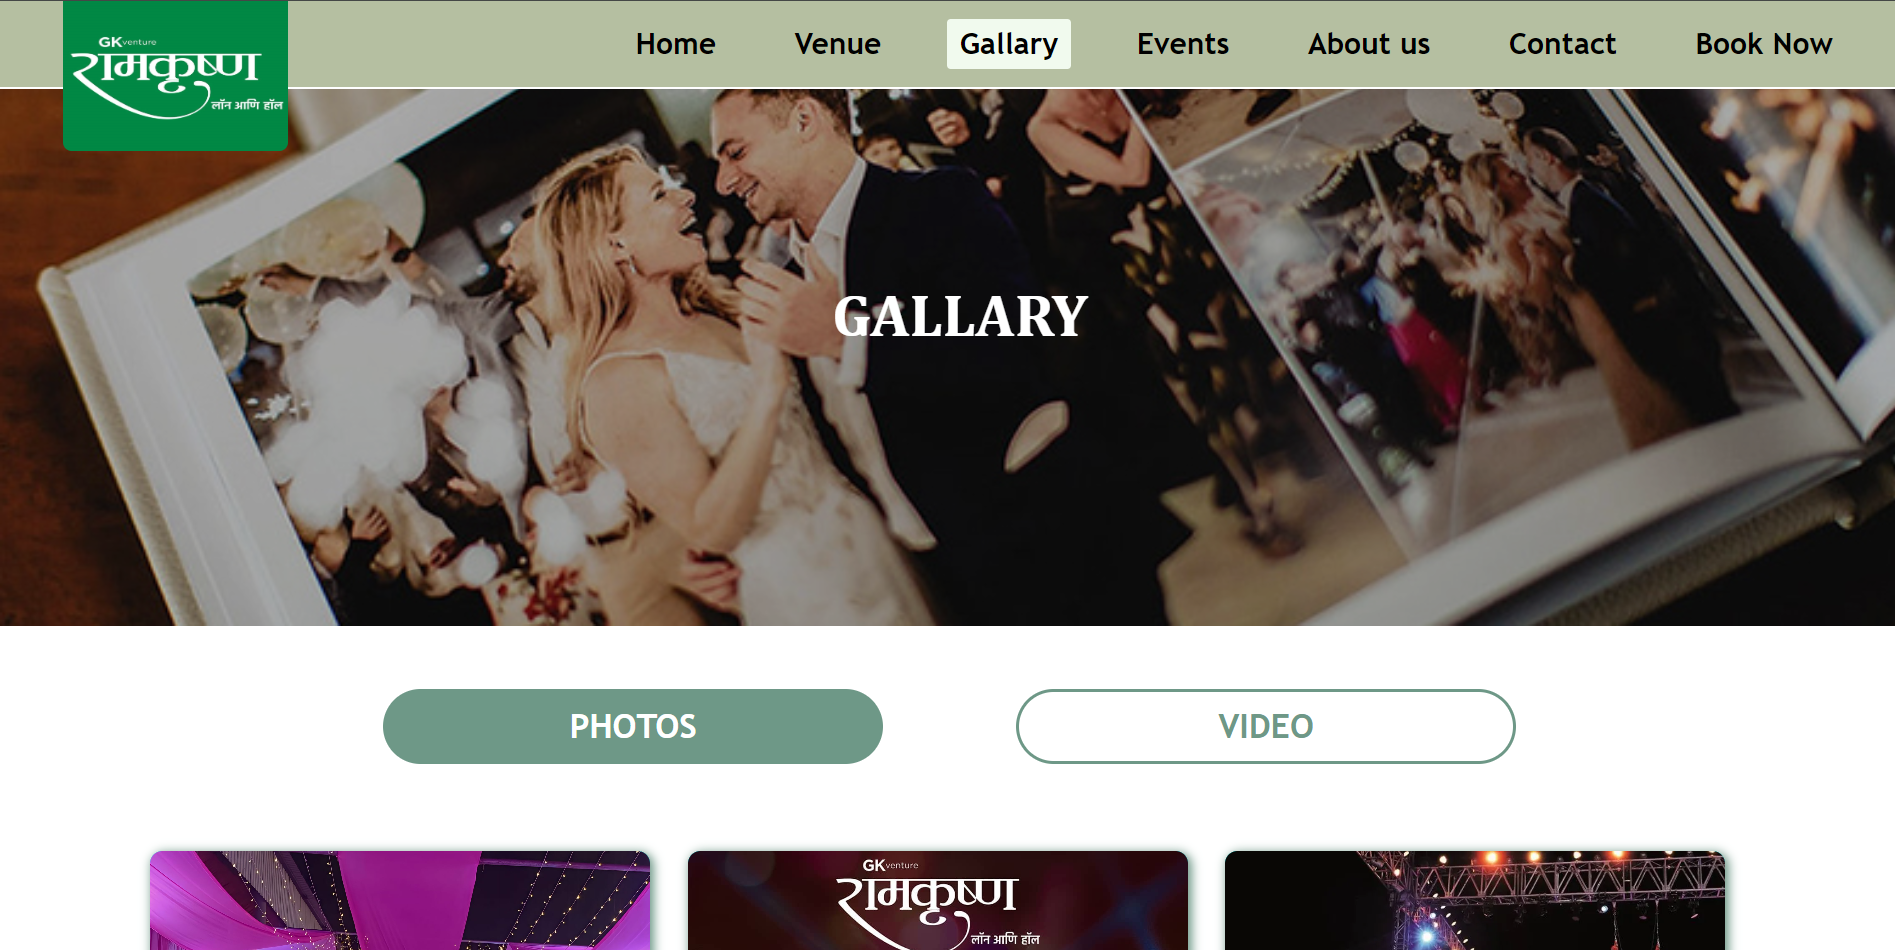 GKventure
रामकृष्ण
लॉन आणि हॉल
Home Venue Gallary Events About us Contact Book Now
GALLARY
PHOTOS VIDEO
GKventure
रामकृष्ण
लॉन आणि हॉल